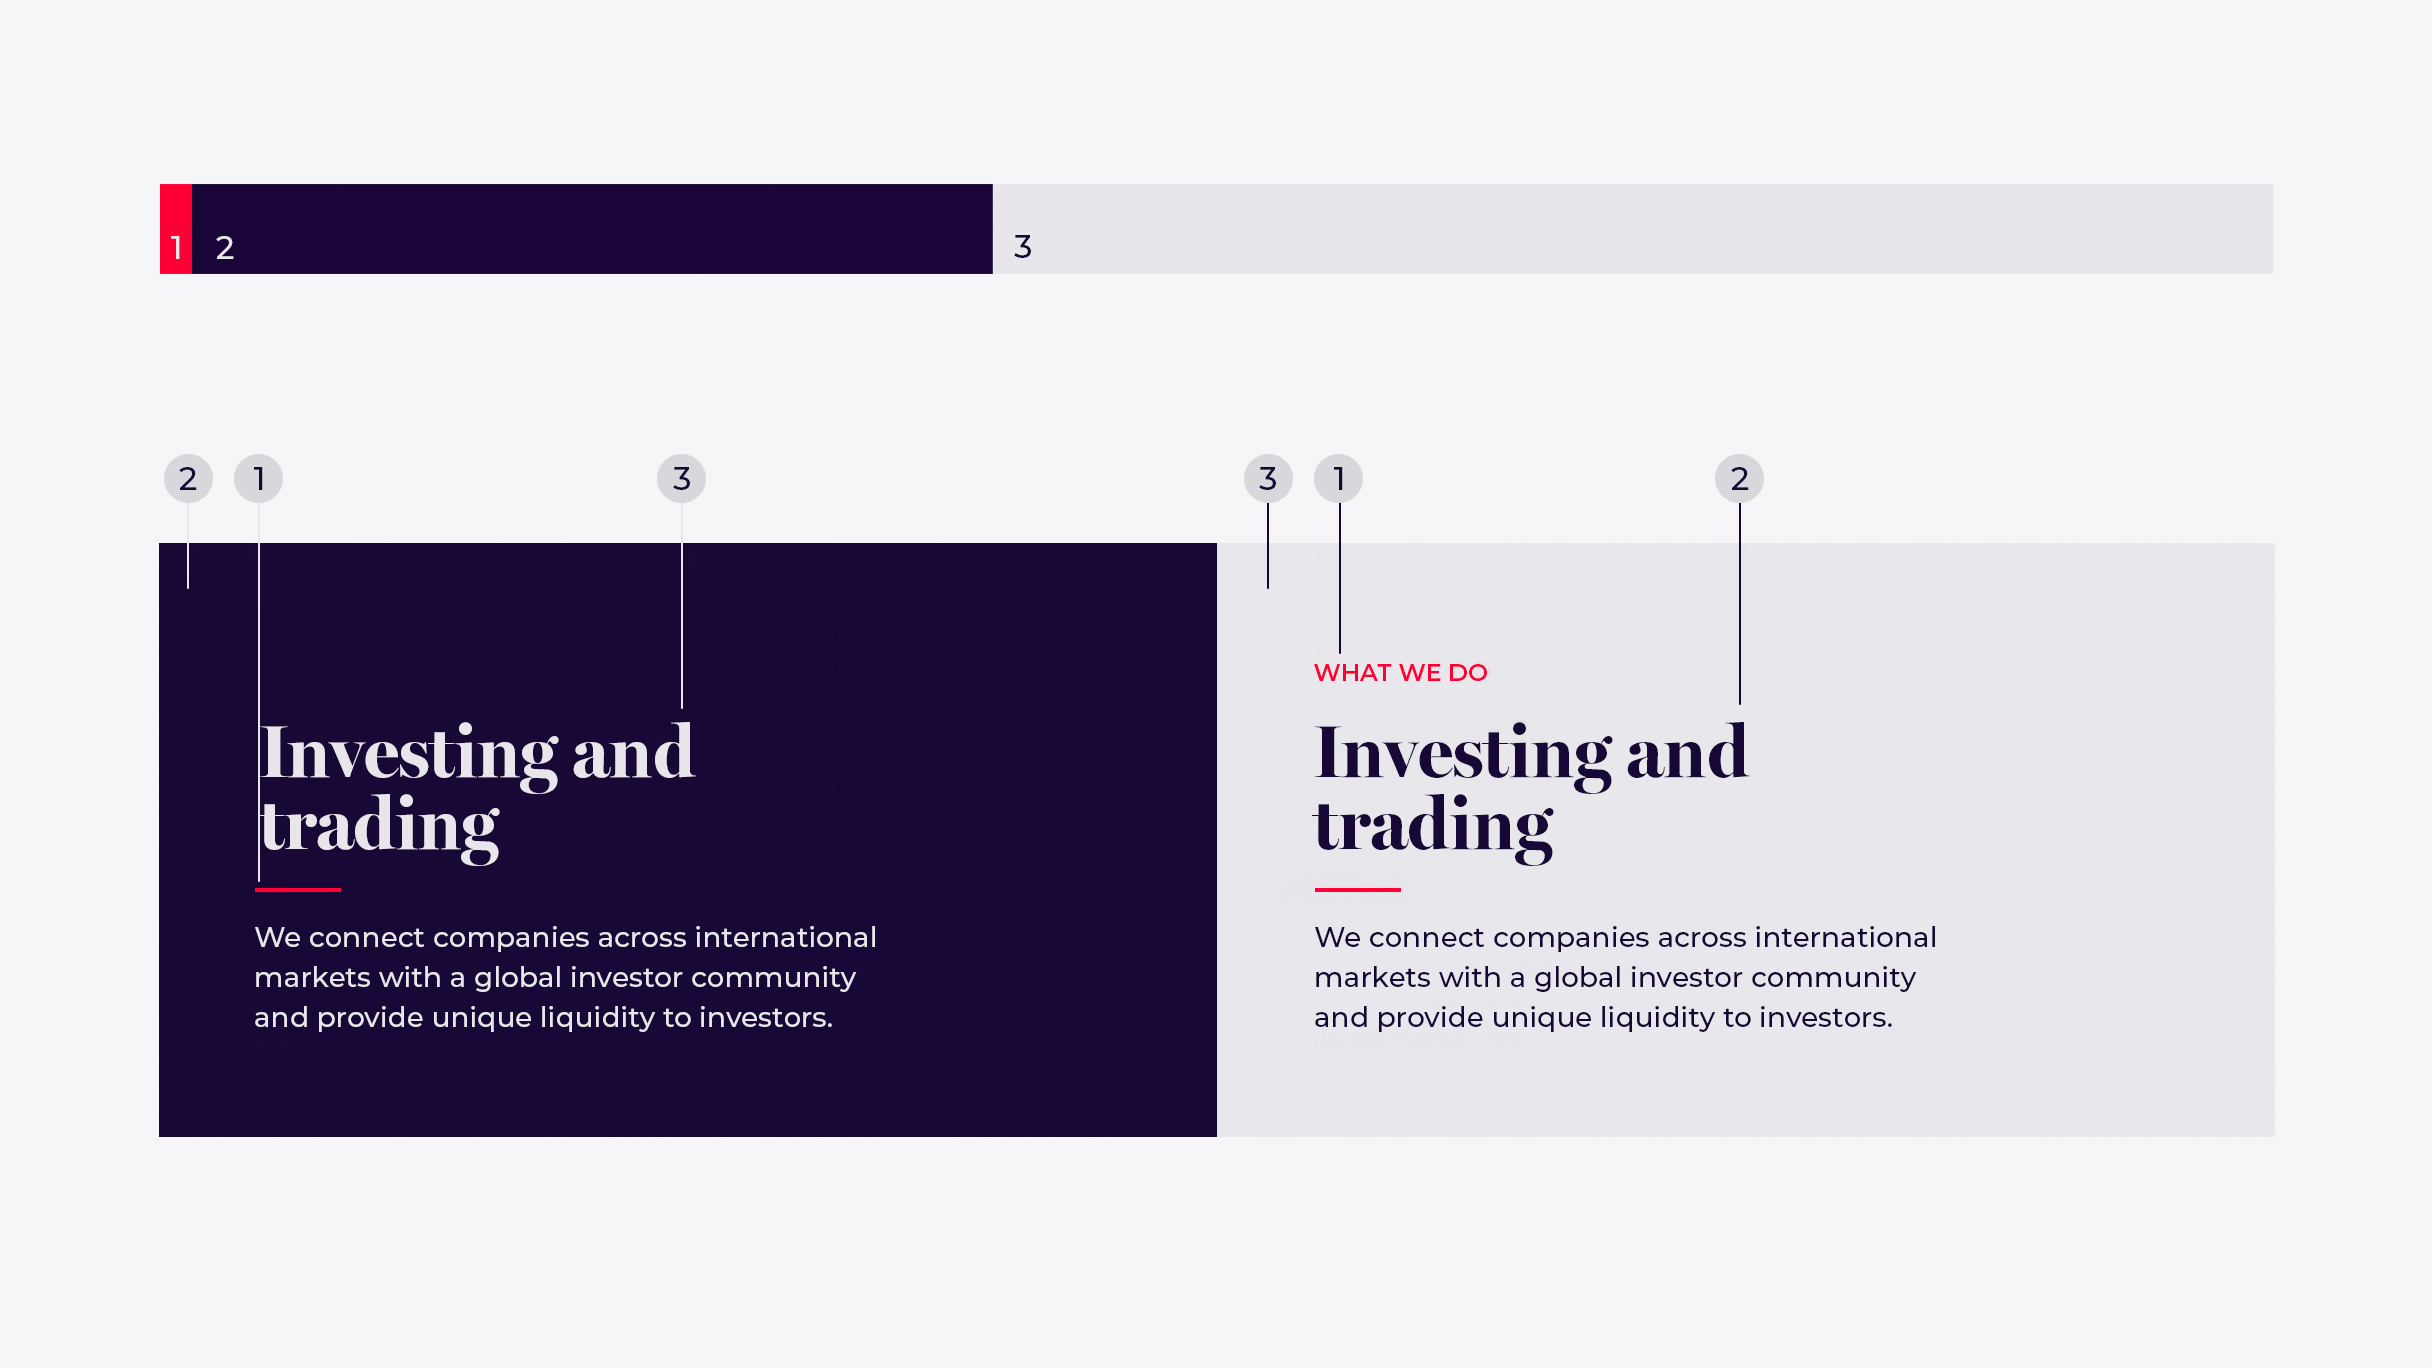 1 2 3
2 1 3
3 1 2
Investing and
trading
We connect companies across international
markets with a global investor community
and provide unique liquidity to investors.
WHAT WE DO
Investing and
trading
We connect companies across international
markets with a global investor community
and provide unique liquidity to investors.